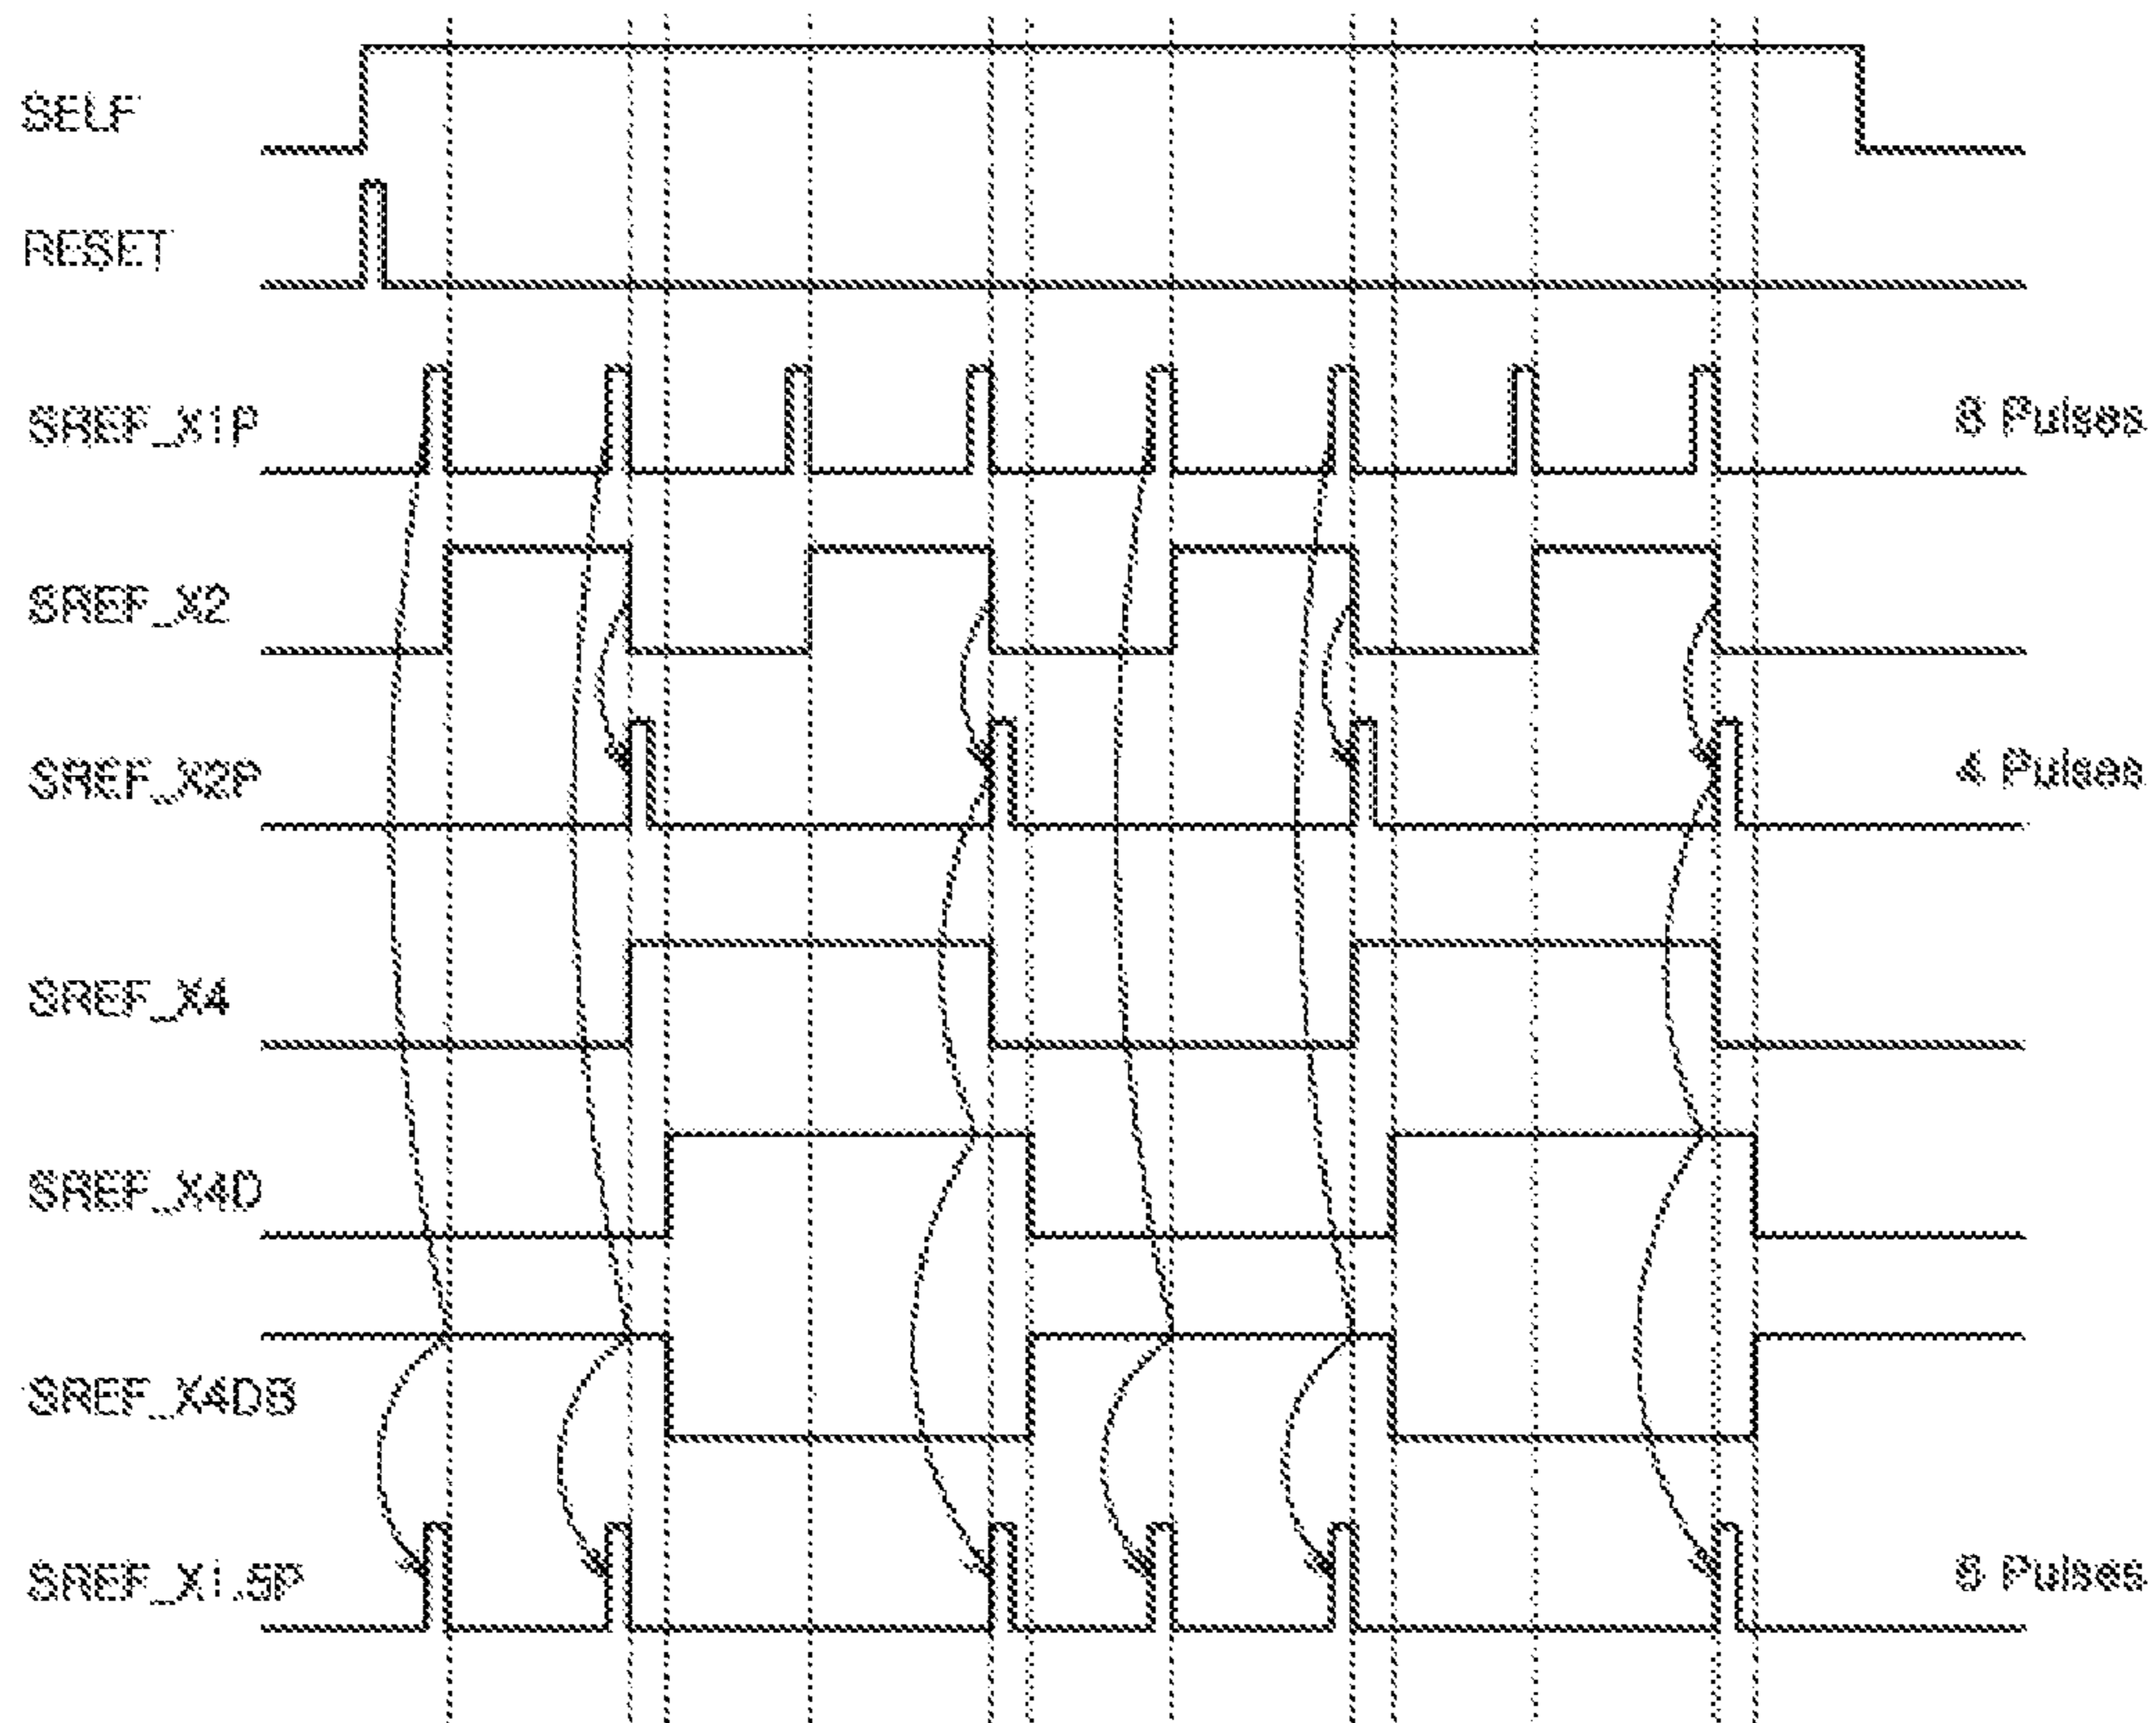 SELF
RESET
SREF_X1P
8 Pulses
SREF_X2
SREF_X2P
4 Pulses
SREF_X4
SREF_X4D
SREF_X4DB
SREF_X1.5P
6 Pulses